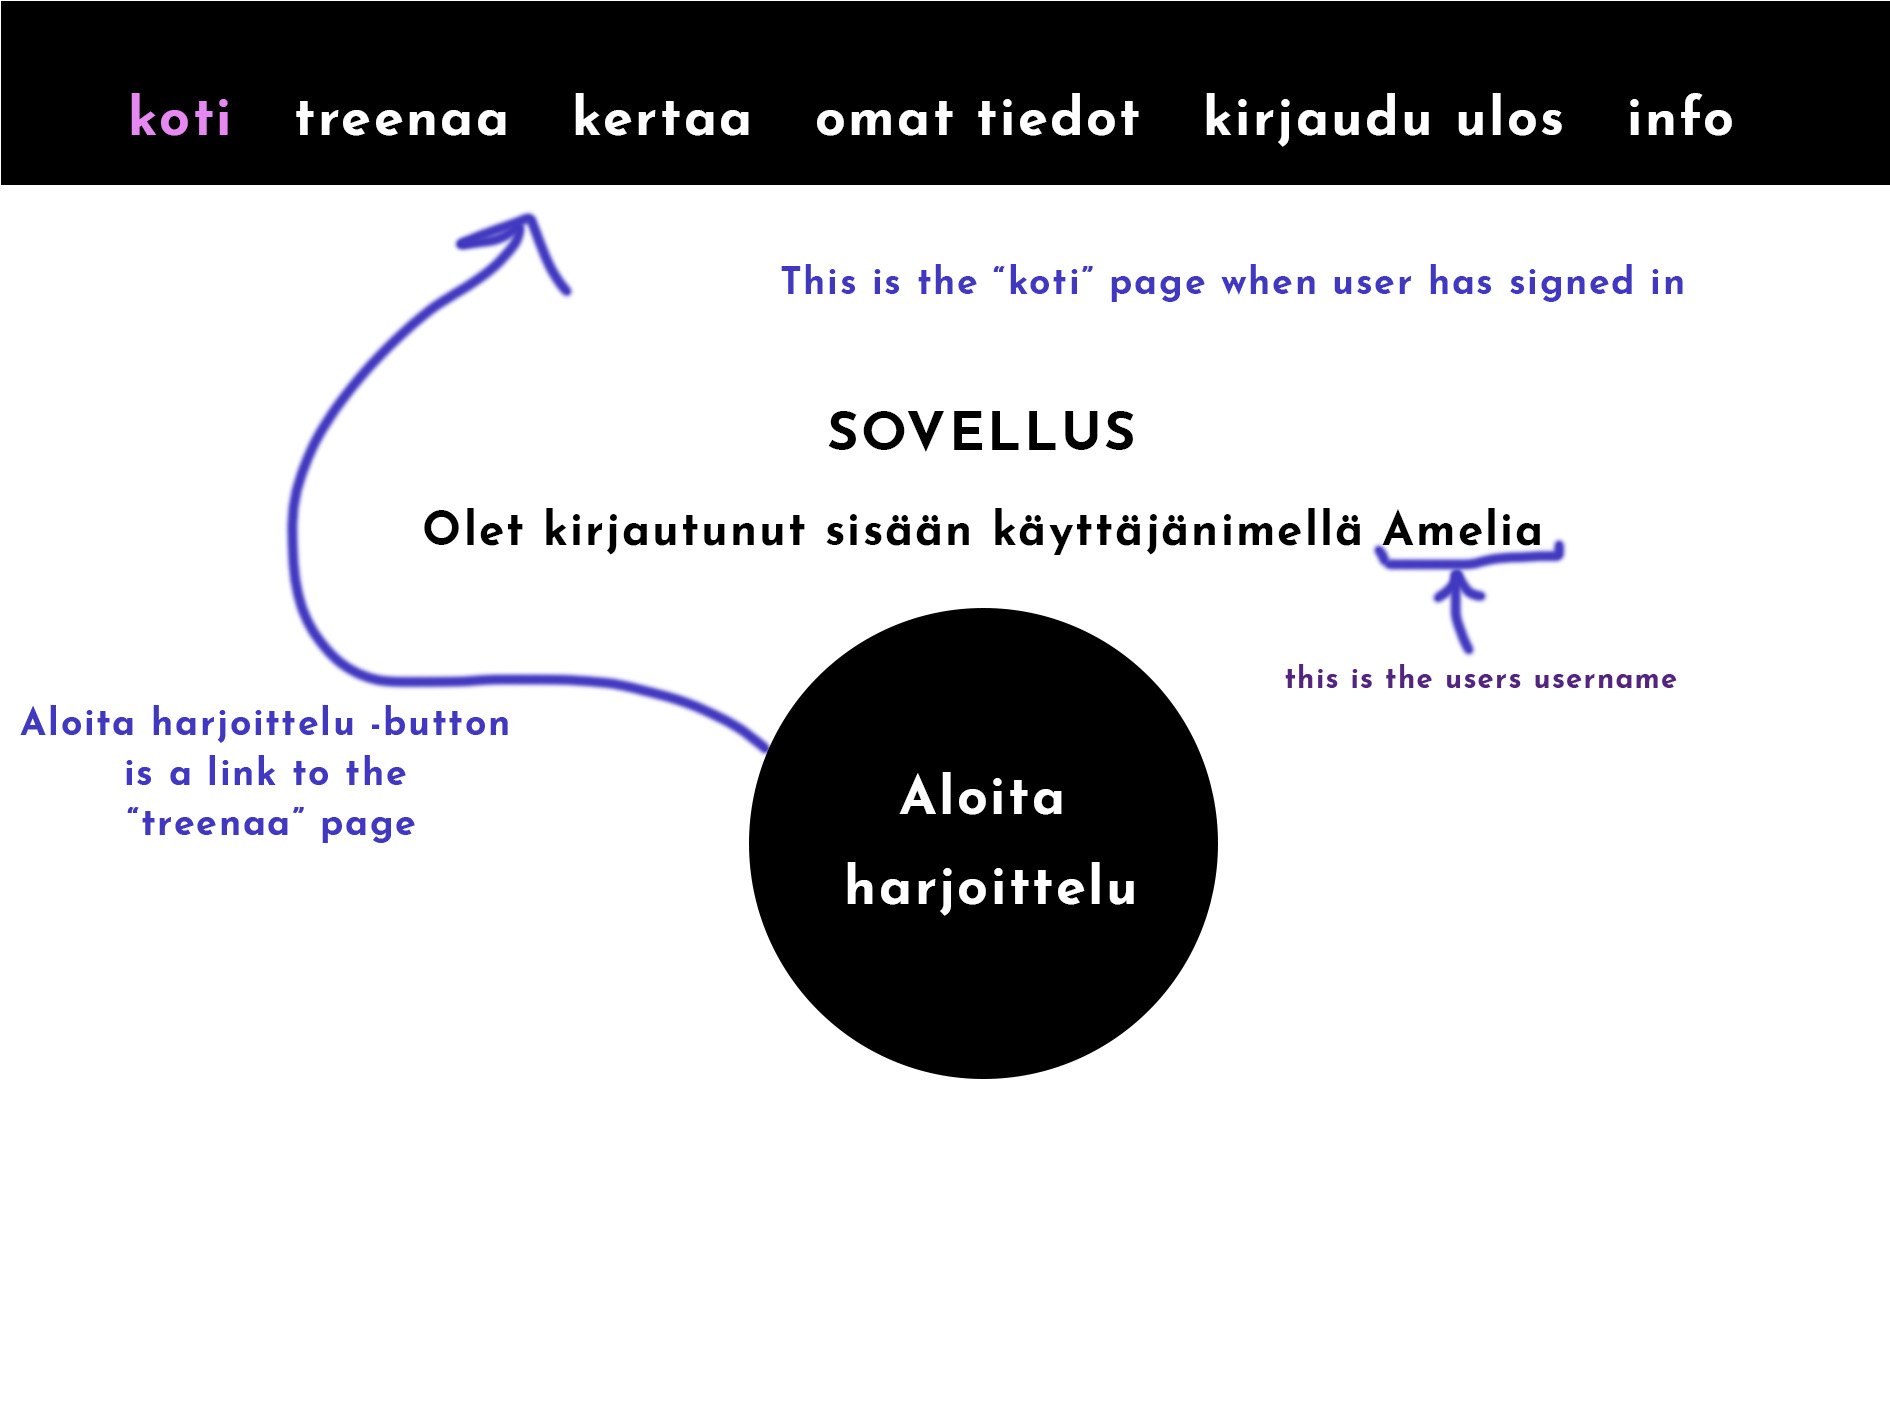 koti treenaa kertaa omat tiedot kirjaudu ulos info
This is the “koti” page when user has signed in
SOVELLUS
Olet kirjautunut sisään käyttäjänimellä Amelia
this is the users username
Aloita harjoittelu -button
is a link to the
“treenaa” page
Aloita
harjoittelu